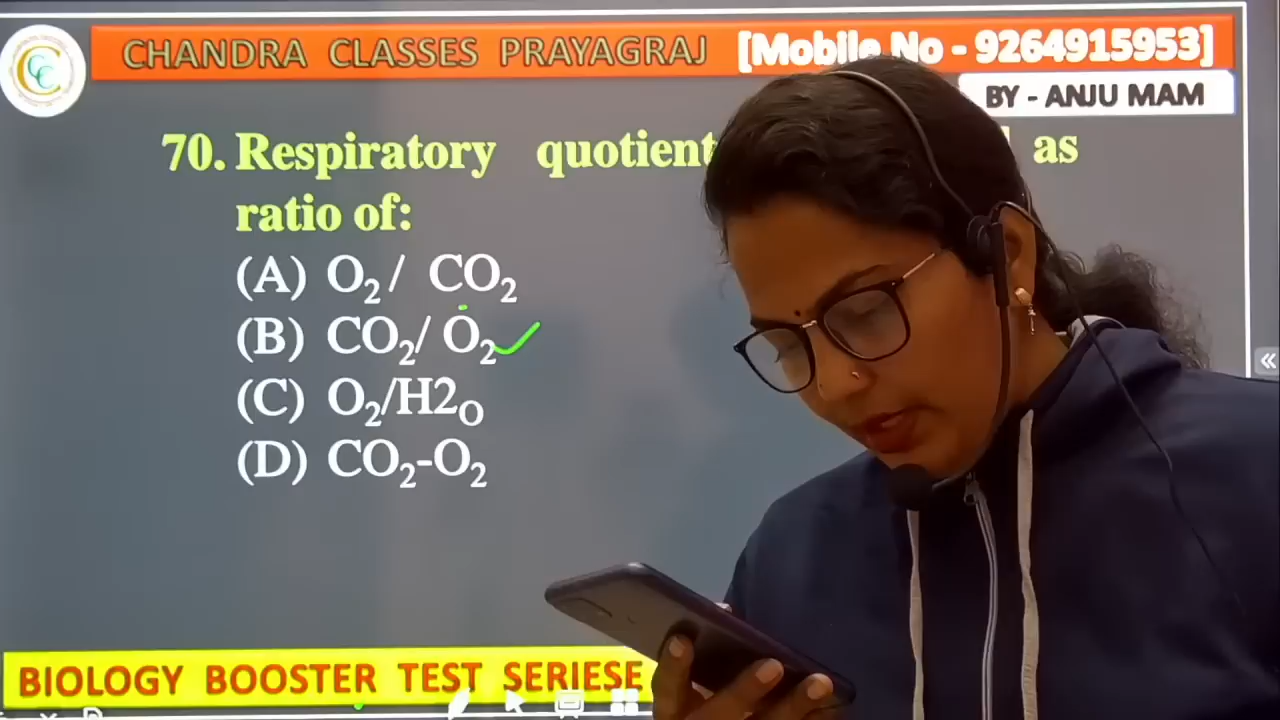 CHANDRA CLASSES PRAYAGRAJ [Mobile No - 9264915953]
BY - ANJU MAM
70. Respiratory quotient as
ratio of:
(A) O₂ / CO₂
(B) CO₂/ O₂
(C) O₂/H2O
(D) CO₂-O₂
BIOLOGY BOOSTER TEST SERIESE